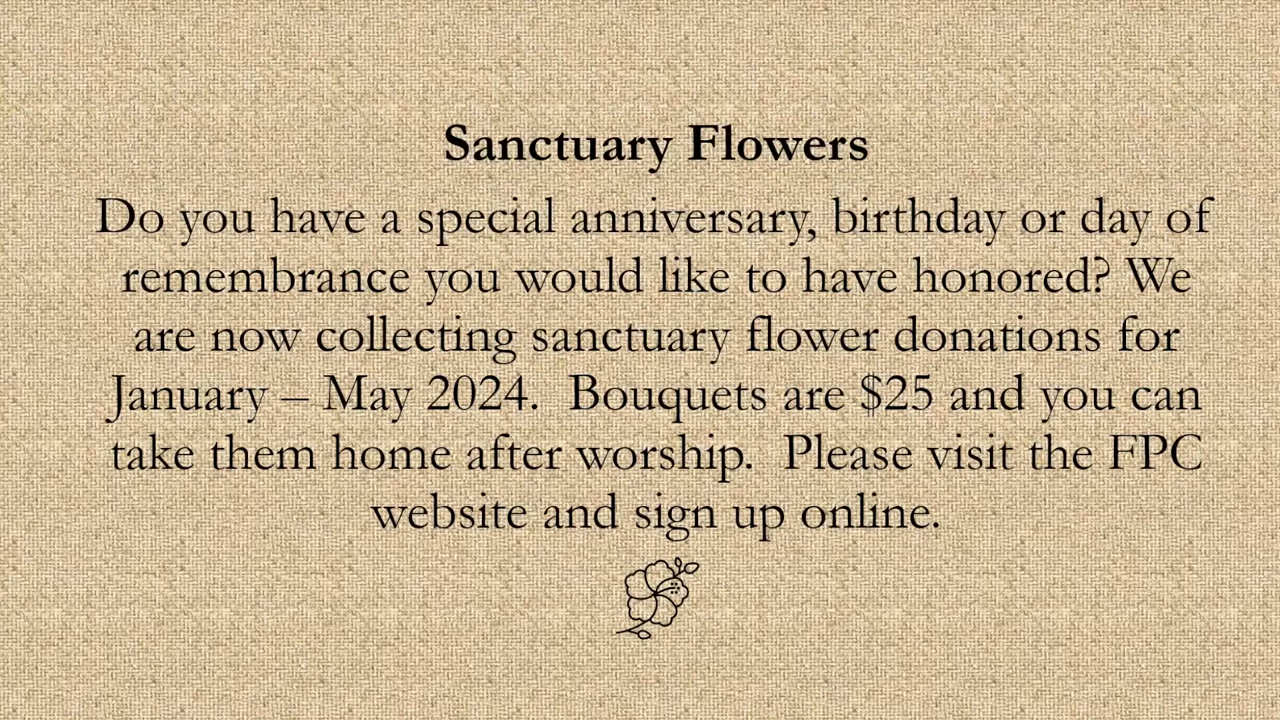 Sanctuary Flowers
Do you have a special anniversary, birthday or day of
remembrance you would like to have honored? We
are now collecting sanctuary flower donations for
January – May 2024.  Bouquets are $25 and you can
take them home after worship.  Please visit the FPC
website and sign up online.